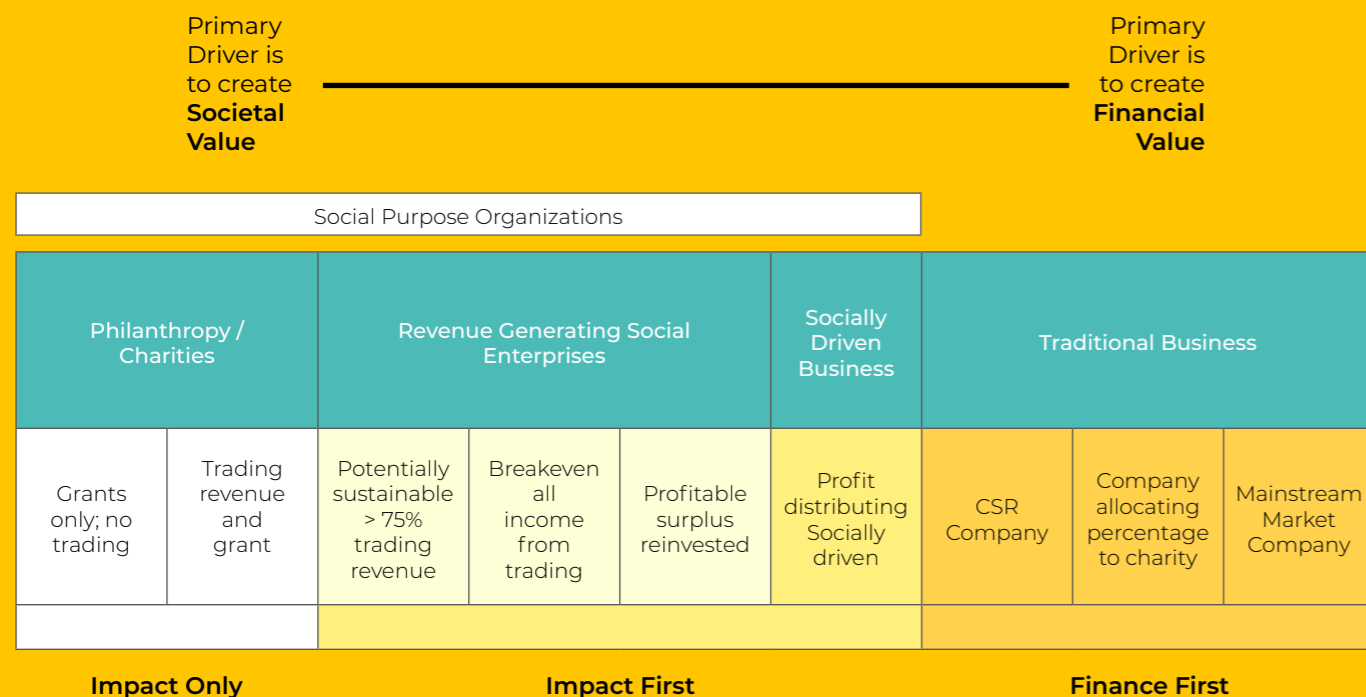 Primary
Driver is
to create
Societal
Value
Primary
Driver is
to create
Financial
Value
Social Purpose Organizations
Philanthropy /
Charities
Revenue Generating Social
Enterprises
Socially
Driven
Business
Traditional Business
Grants
only; no
trading
Trading
revenue
and
grant
Potentially
sustainable
> 75%
trading
revenue
Breakeven
all
income
from
trading
Profitable
surplus
reinvested
Profit
distributing
Socially
driven
CSR
Company
Company
allocating
percentage
to charity
Mainstream
Market
Company
Impact Only
Impact First
Finance First